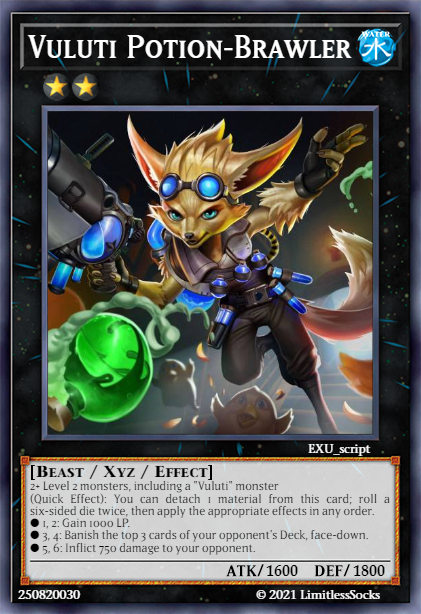 Vuluti Potion-Brawler
WATER
水
EXU_script
[Beast / Xyz / Effect]
2+ Level 2 monsters, including a "Vuluti" monster
(Quick Effect): You can detach 1 material from this card; roll a
six-sided die twice, then apply the appropriate effects in any order.
● 1, 2: Gain 1000 LP.
● 3, 4: Banish the top 3 cards of your opponent's Deck, face-down.
● 5, 6: Inflict 750 damage to your opponent.
ATK/1600 DEF/1800
250820030 © 2021 LimitlessSocks